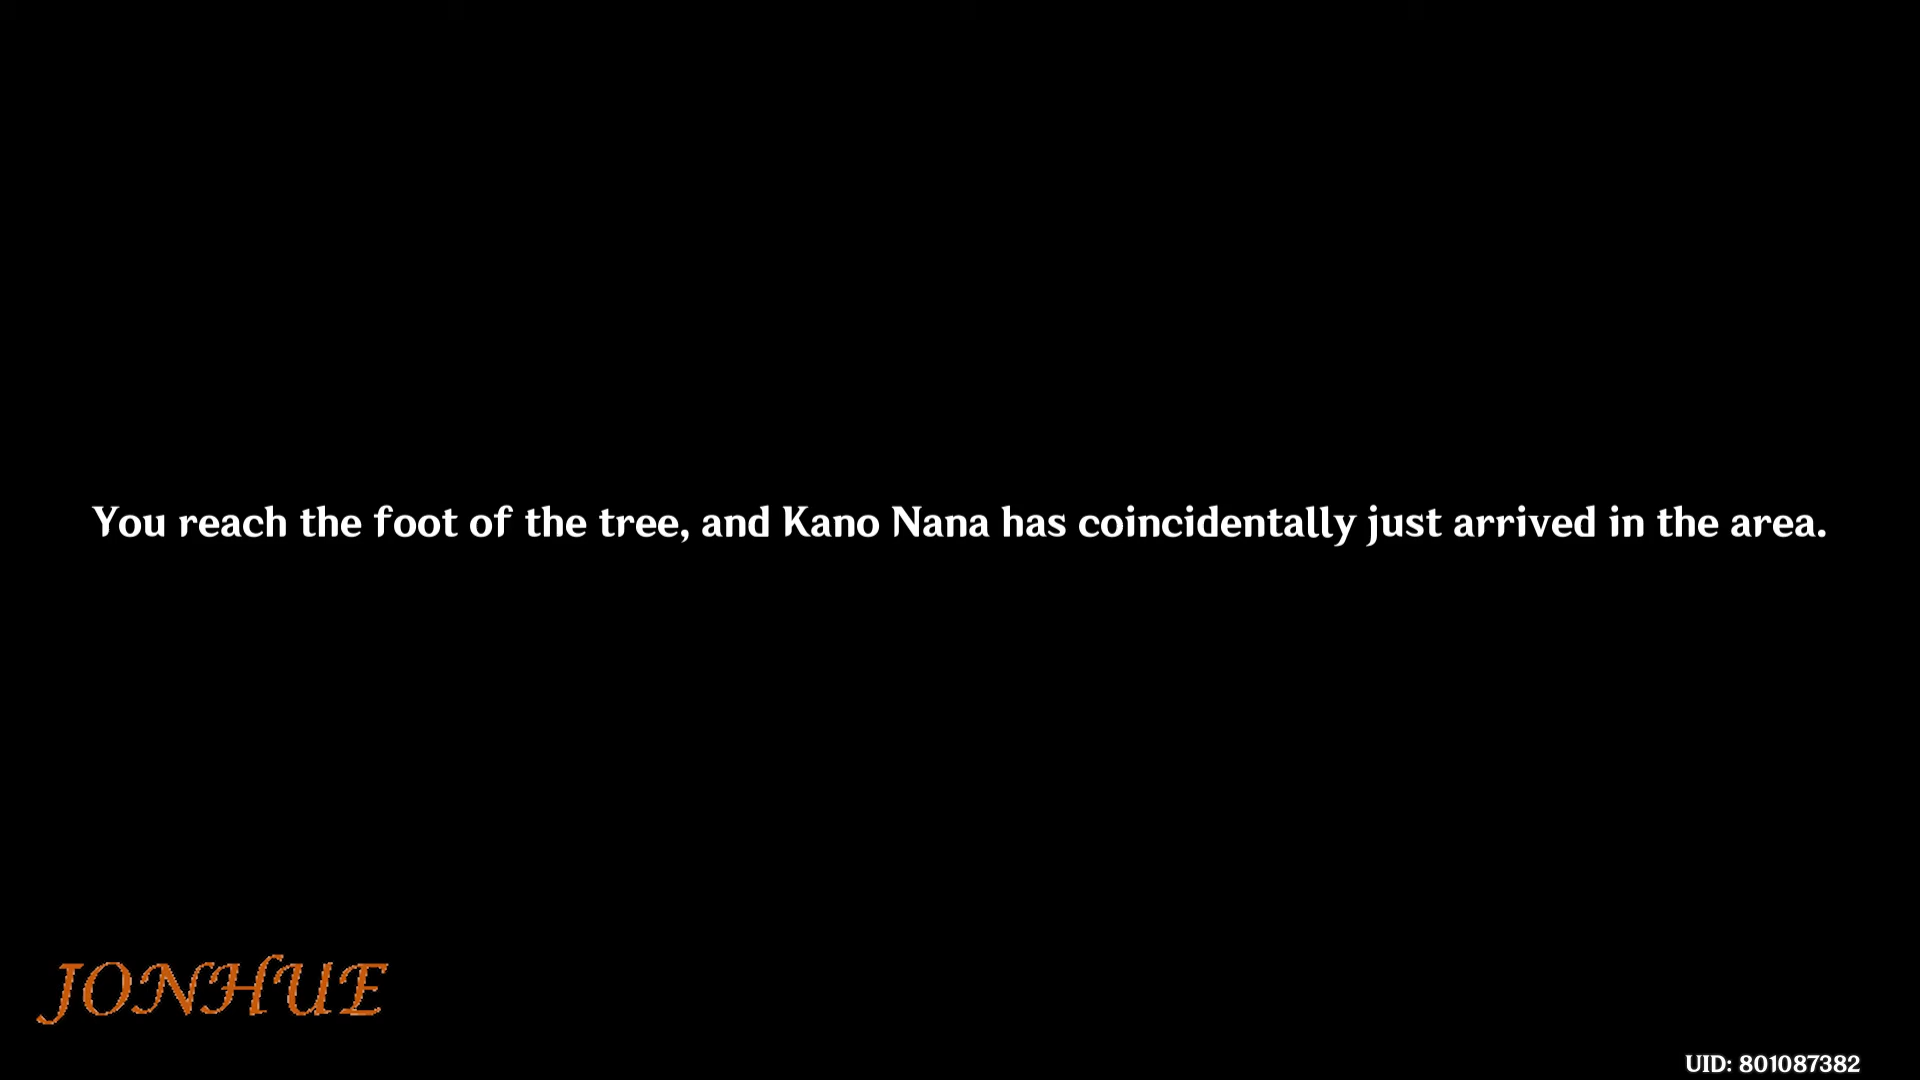 You reach the foot of the tree, and Kano Nana has coincidentally just arrived in the area.
JONHUE
UID: 801087382